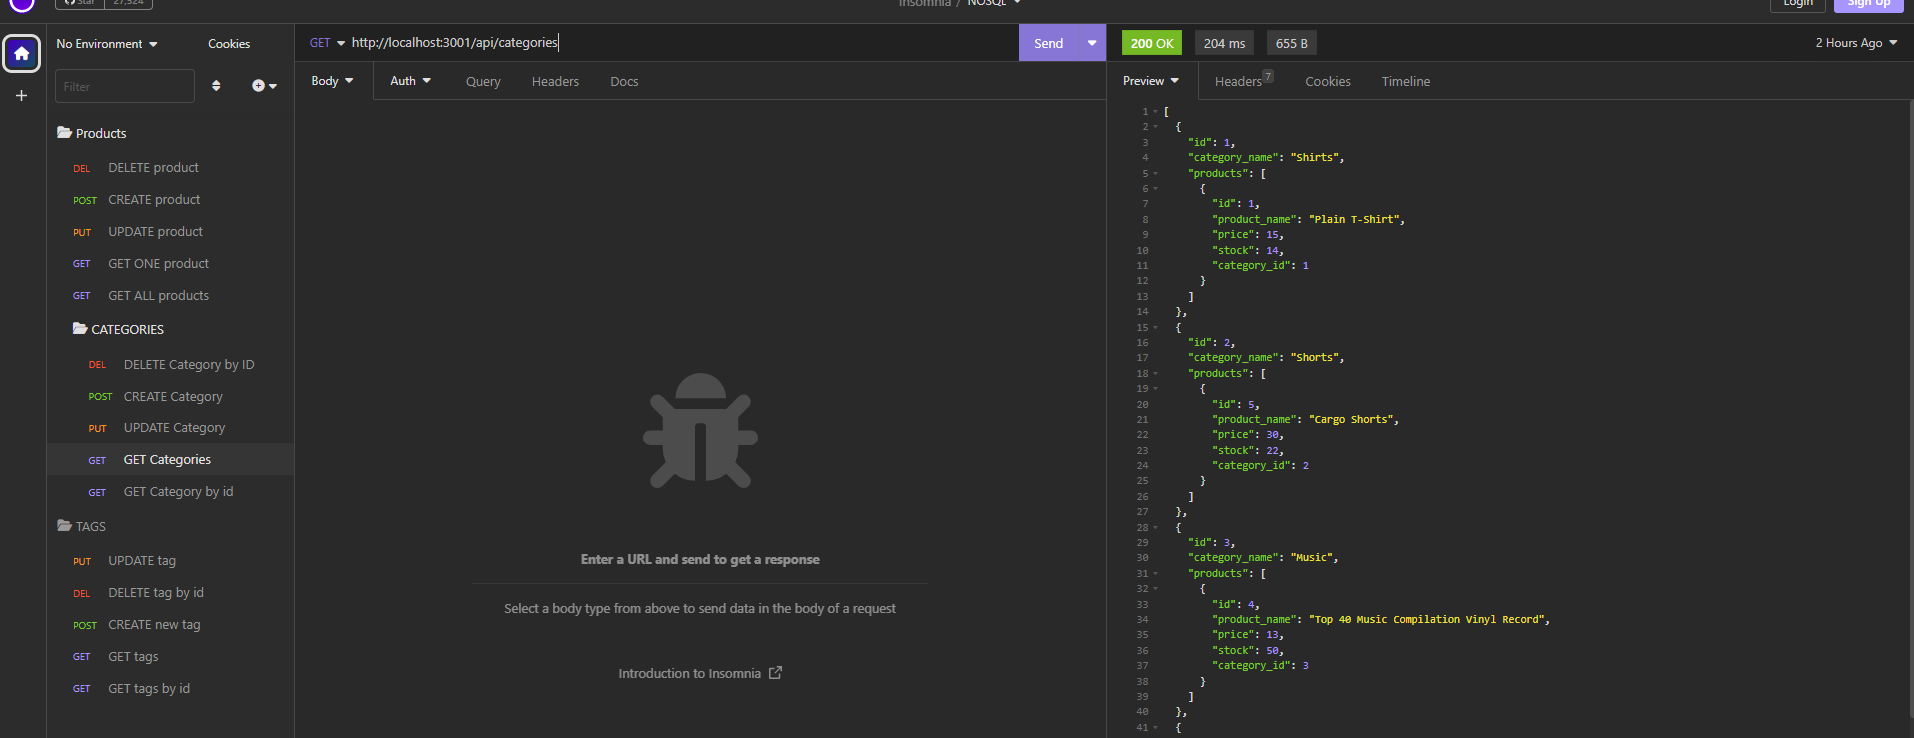 Star 27,524
Insomnia / NOSQL
Login
Sign Up
No Environment
Cookies
Filter
Products
DEL DELETE product
POST CREATE product
PUT UPDATE product
GET GET ONE product
GET GET ALL products
CATEGORIES
DEL DELETE Category by ID
POST CREATE Category
PUT UPDATE Category
GET GET Categories
GET GET Category by id
TAGS
PUT UPDATE tag
DEL DELETE tag by id
POST CREATE new tag
GET GET tags
GET GET tags by id
GET http://localhost:3001/api/categories
Send
Body
Auth
Query
Headers
Docs
Enter a URL and send to get a response
Select a body type from above to send data in the body of a request
Introduction to Insomnia
200 OK
204 ms
655 B
2 Hours Ago
Preview
Headers 7
Cookies
Timeline
1 [
2 {
3 "id": 1,
4 "category_name": "Shirts",
5 "products": [
6 {
7 "id": 1,
8 "product_name": "Plain T-Shirt",
9 "price": 15,
10 "stock": 14,
11 "category_id": 1
12 }
13 ]
14 },
15 {
16 "id": 2,
17 "category_name": "Shorts",
18 "products": [
19 {
20 "id": 5,
21 "product_name": "Cargo Shorts",
22 "price": 30,
23 "stock": 22,
24 "category_id": 2
25 }
26 ]
27 },
28 {
29 "id": 3,
30 "category_name": "Music",
31 "products": [
32 {
33 "id": 4,
34 "product_name": "Top 40 Music Compilation Vinyl Record",
35 "price": 13,
36 "stock": 50,
37 "category_id": 3
38 }
39 ]
40 },
41 {